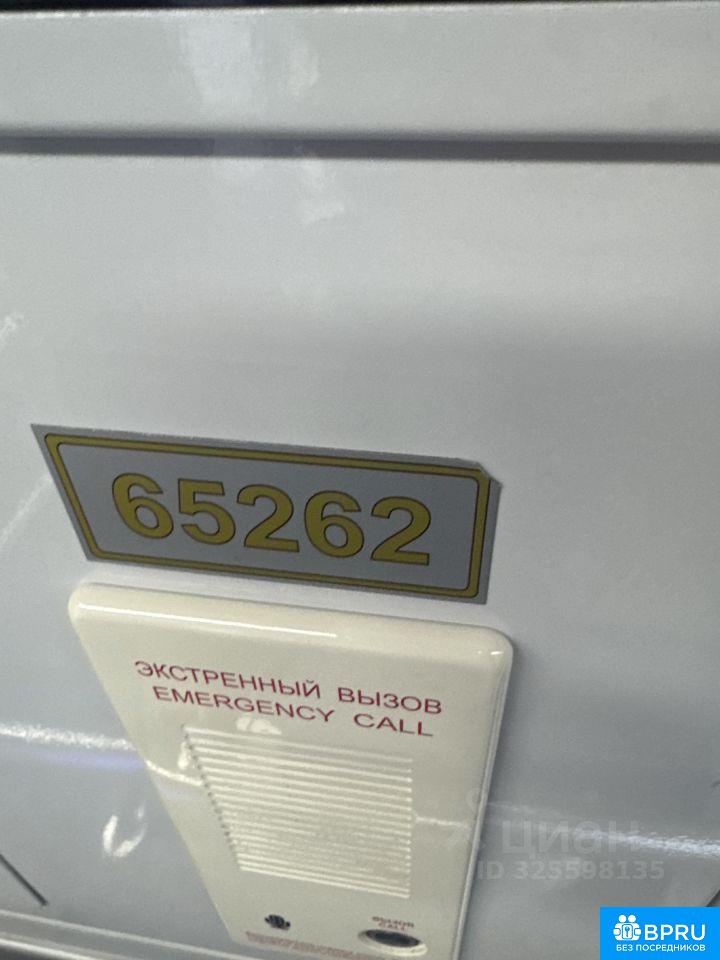 65262
ЭКСТРЕННЫЙ ВЫЗОВ
EMERGENCY CALL
циан
ID 325598135
ВЫЗОВ
CALL
BPRU
БЕЗ ПОСРЕДНИКОВ